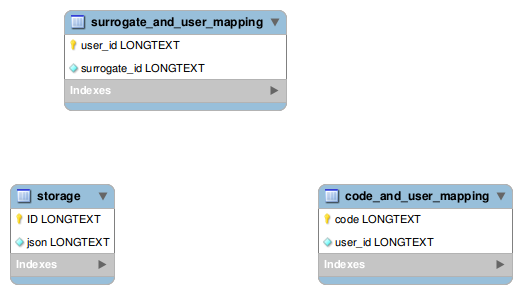 surrogate_and_user_mapping
user_id LONGTEXT
surrogate_id LONGTEXT
Indexes
storage
ID LONGTEXT
json LONGTEXT
Indexes
code_and_user_mapping
code LONGTEXT
user_id LONGTEXT
Indexes